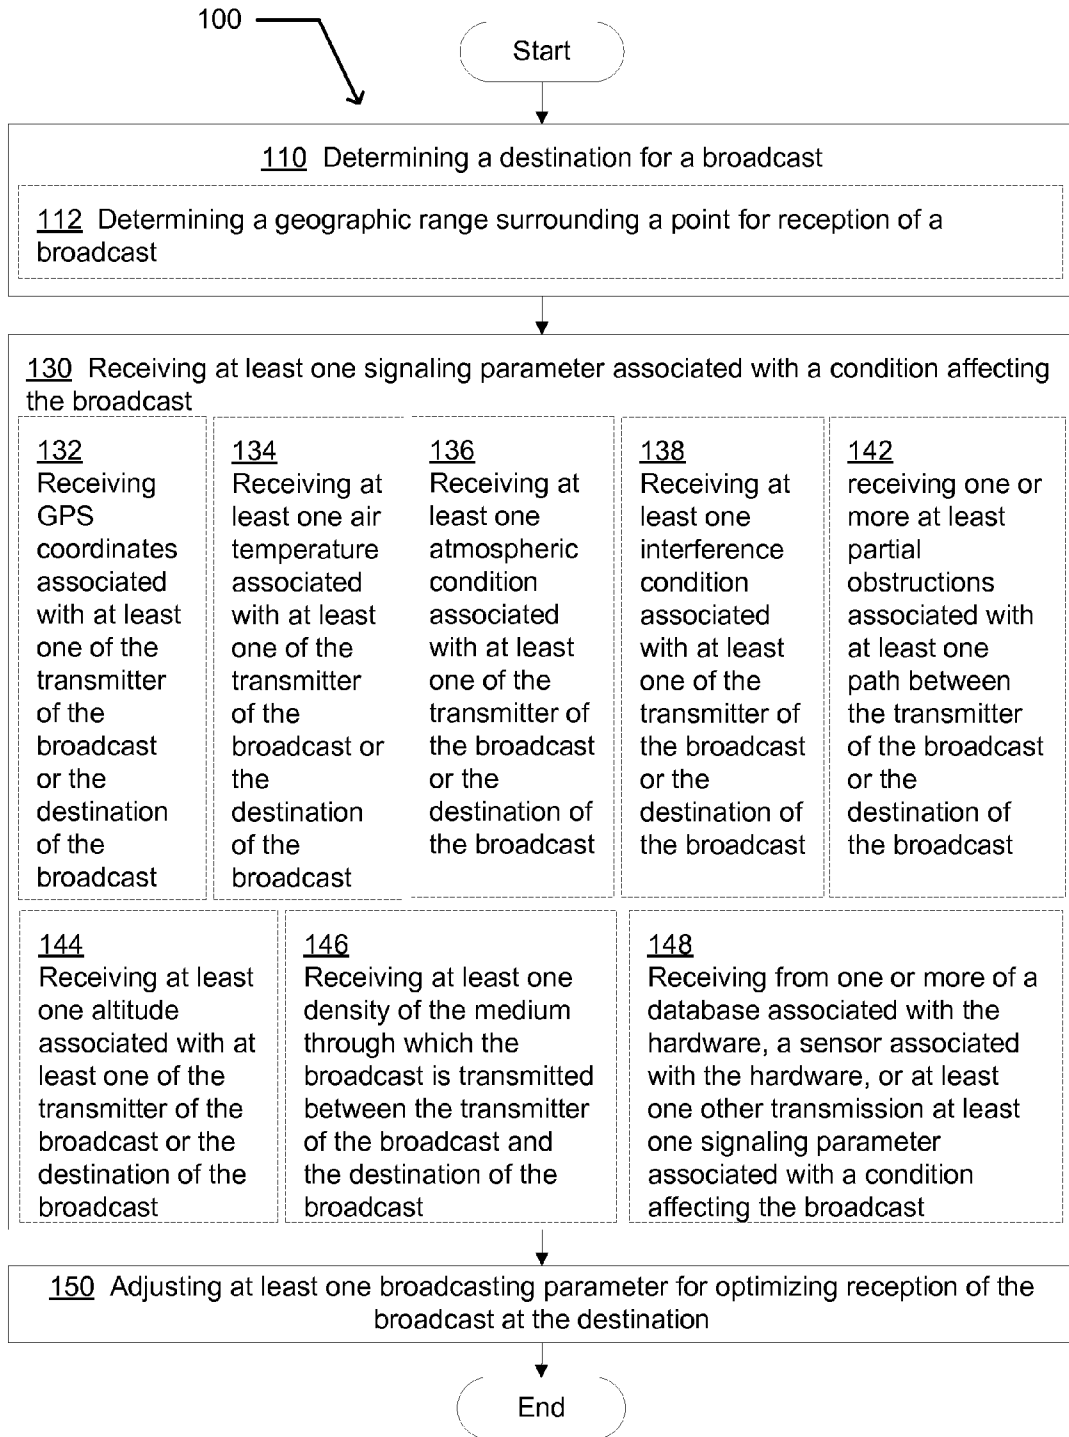 100
Start
110 Determining a destination for a broadcast
112 Determining a geographic range surrounding a point for reception of a
broadcast
130 Receiving at least one signaling parameter associated with a condition affecting
the broadcast
132
Receiving
GPS
coordinates
associated
with at least
one of the
transmitter
of the
broadcast
or the
destination
of the
broadcast
134
Receiving at
least one air
temperature
associated
with at least
one of the
transmitter
of the
broadcast or
the
destination
of the
broadcast
136
Receiving at
least one
atmospheric
condition
associated
with at least
one of the
transmitter of
the broadcast
or the
destination of
the broadcast
138
Receiving at
least one
interference
condition
associated
with at least
one of the
transmitter of
the broadcast
or the
destination of
the broadcast
142
receiving one or
more at least
partial
obstructions
associated with
at least one
path between
the transmitter
of the broadcast
or the
destination of
the broadcast
144
Receiving at least
one altitude
associated with at
least one of the
transmitter of the
broadcast or the
destination of the
broadcast
146
Receiving at least one
density of the medium
through which the
broadcast is transmitted
between the transmitter
of the broadcast and
the destination of the
broadcast
148
Receiving from one or more of a
database associated with the
hardware, a sensor associated
with the hardware, or at least
one other transmission at least
one signaling parameter
associated with a condition
affecting the broadcast
150 Adjusting at least one broadcasting parameter for optimizing reception of the
broadcast at the destination
End